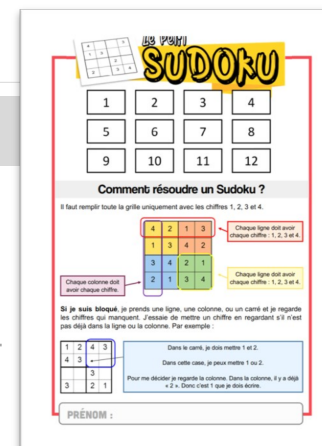 LE PETIT
SUDOKU
1 2 3 4
5 6 7 8
9 10 11 12
Comment résoudre un Sudoku ?
Il faut remplir toute la grille uniquement avec les chiffres 1, 2, 3 et 4.
4 2 1 3
1 3 4 2
3 4 2 1
2 1 3 4
Chaque ligne doit avoir
chaque chiffre : 1, 2, 3 et 4.
Chaque colonne doit
avoir chaque chiffre.
Chaque ligne doit avoir
chaque chiffre : 1, 2, 3 et 4.
Si je suis bloqué, je prends une ligne, une colonne, ou un carré et je regarde
les chiffres qui manquent. J'essaie de mettre un chiffre en regardant s'il n'est
pas déjà dans la ligne ou la colonne. Par exemple :
1 2 4 3
4 3
3
3 2 1
Dans le carré, je dois mettre 1 et 2.
Dans cette case, je peux mettre 1 ou 2.
Pour me décider je regarde la colonne. Dans la colonne, il y a déjà
« 2 ». Donc c'est 1 que je dois écrire.
PRÉNOM :